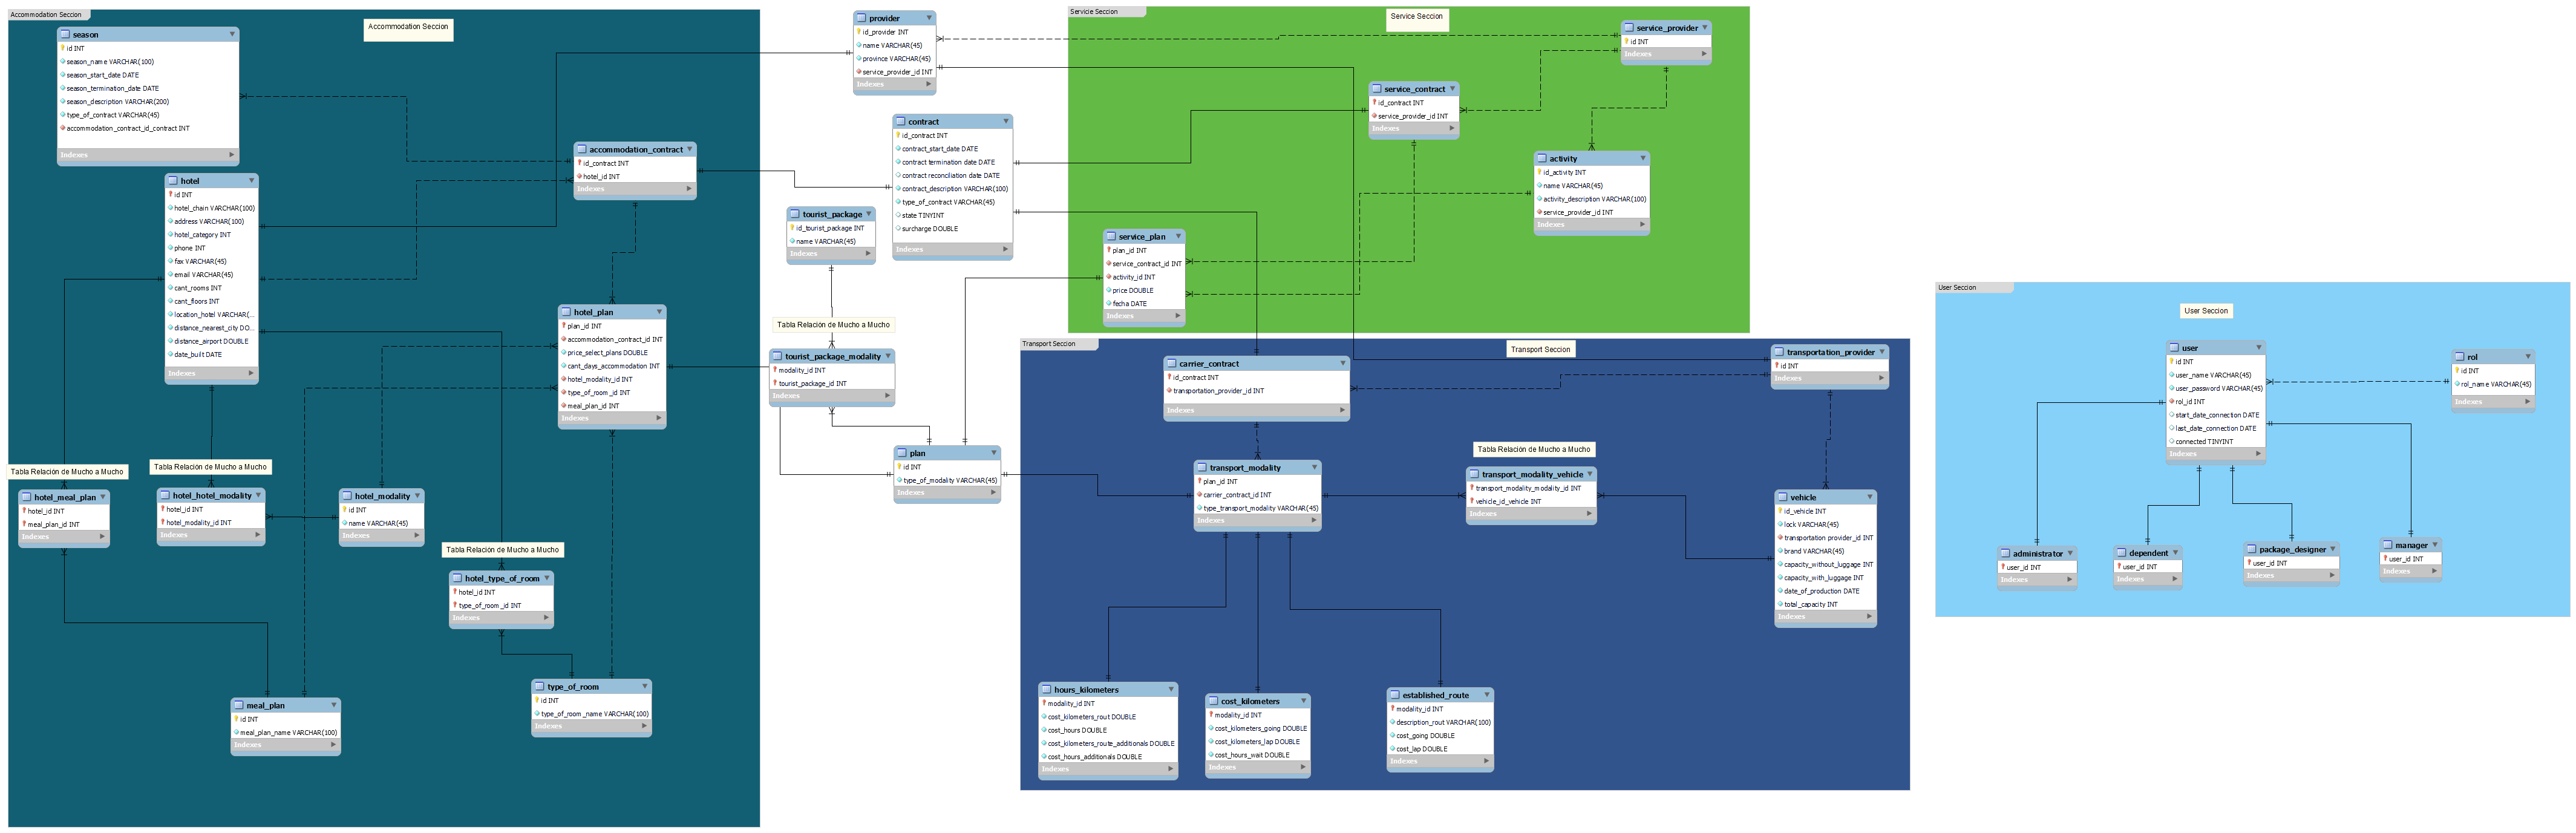 Accommodation Seccion
Accommodation Seccion
season
id INT
season_name VARCHAR(100)
season_start_date DATE
season_termination_date DATE
season_description VARCHAR(200)
type_of_contract VARCHAR(45)
accommodation_contract_id_contract INT
Indexes
hotel
id INT
hotel_chain VARCHAR(100)
address VARCHAR(100)
hotel_category INT
phone INT
fax VARCHAR(45)
email VARCHAR(45)
cant_rooms INT
cant_floors INT
location_hotel VARCHAR(...
distance_nearest_city DO...
distance_airport DOUBLE
date_built DATE
Indexes
accommodation_contract
id_contract INT
hotel_id INT
Indexes
hotel_plan
plan_id INT
accommodation_contract_id INT
price_select_plans DOUBLE
cant_days_accommodation INT
hotel_modality_id INT
type_of_room_id INT
meal_plan_id INT
Indexes
Tabla Relación de Mucho a Mucho
hotel_meal_plan
hotel_id INT
meal_plan_id INT
Indexes
Tabla Relación de Mucho a Mucho
hotel_hotel_modality
hotel_id INT
hotel_modality_id INT
Indexes
hotel_modality
id INT
name VARCHAR(45)
Indexes
Tabla Relación de Mucho a Mucho
hotel_type_of_room
hotel_id INT
type_of_room_id INT
Indexes
meal_plan
id INT
meal_plan_name VARCHAR(100)
Indexes
type_of_room
id INT
type_of_room_name VARCHAR(100)
Indexes
provider
id_provider INT
name VARCHAR(45)
province VARCHAR(45)
service_provider_id INT
Indexes
contract
id_contract INT
contract_start_date DATE
contract termination date DATE
contract reconciliation date DATE
contract_description VARCHAR(100)
type_of_contract VARCHAR(45)
state TINYINT
surcharge DOUBLE
Indexes
tourist_package
id_tourist_package INT
name VARCHAR(45)
Indexes
Tabla Relación de Mucho a Mucho
tourist_package_modality
modality_id INT
tourist_package_id INT
Indexes
plan
id INT
type_of_modality VARCHAR(45)
Indexes
Servicie Seccion
Service Seccion
service_provider
id INT
Indexes
service_contract
id_contract INT
service_provider_id INT
Indexes
activity
id_activity INT
name VARCHAR(45)
activity_description VARCHAR(100)
service_provider_id INT
Indexes
service_plan
plan_id INT
service_contract_id INT
activity_id INT
price DOUBLE
fecha DATE
Indexes
Transport Seccion
Transport Seccion
carrier_contract
id_contract INT
transportation_provider_id INT
Indexes
transportation_provider
id INT
Indexes
transport_modality
plan_id INT
carrier_contract_id INT
type_transport_modality VARCHAR(45)
Indexes
Tabla Relación de Mucho a Mucho
transport_modality_vehicle
transport_modality_modality_id INT
vehicle_id_vehicle INT
Indexes
vehicle
id_vehicle INT
lock VARCHAR(45)
transportation provider_id INT
brand VARCHAR(45)
capacity_without_luggage INT
capacity_with_luggage INT
date_of_production DATE
total_capacity INT
Indexes
hours_kilometers
modality_id INT
cost_kilometers_rout DOUBLE
cost_hours DOUBLE
cost_kilometers_route_additionals DOUBLE
cost_hours_additionals DOUBLE
Indexes
cost_kilometers
modality_id INT
cost_kilometers_going DOUBLE
cost_kilometers_lap DOUBLE
cost_hours_wait DOUBLE
Indexes
established_route
modality_id INT
description_rout VARCHAR(100)
cost_going DOUBLE
cost_lap DOUBLE
Indexes
User Seccion
User Seccion
user
id INT
user_name VARCHAR(45)
user_password VARCHAR(45)
rol_id INT
start_date_connection DATE
last_date_connection DATE
connected TINYINT
Indexes
rol
id INT
rol_name VARCHAR(45)
Indexes
administrator
user_id INT
Indexes
dependent
user_id INT
Indexes
package_designer
user_id INT
Indexes
manager
user_id INT
Indexes